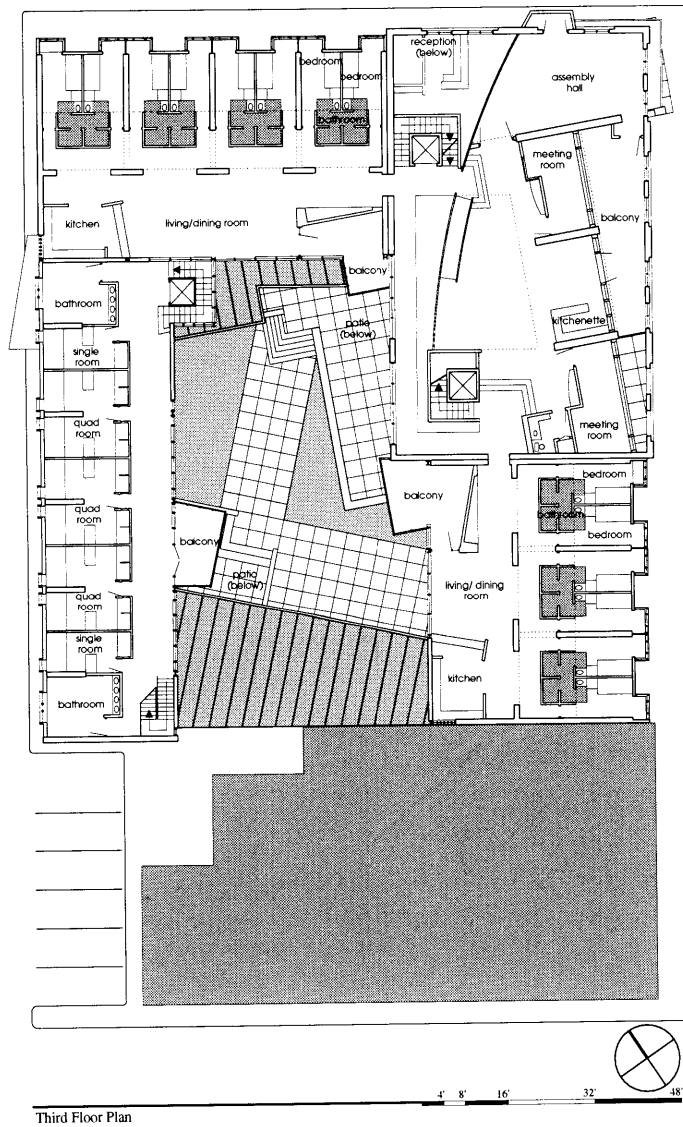 reception
(below)
bedroom
bedroom
assembly
hall
bathroom
meeting
room
kitchen
living/dining room
balcony
balcony
bathroom
patio
(below)
kitchenette
single
room
quad
room
meeting
room
balcony
bedroom
quad
room
bathroom
bedroom
balcony
patio
(below)
living/ dining
room
quad
room
single
room
kitchen
bathroom
4' 8' 16' 32' 48'
Third Floor Plan